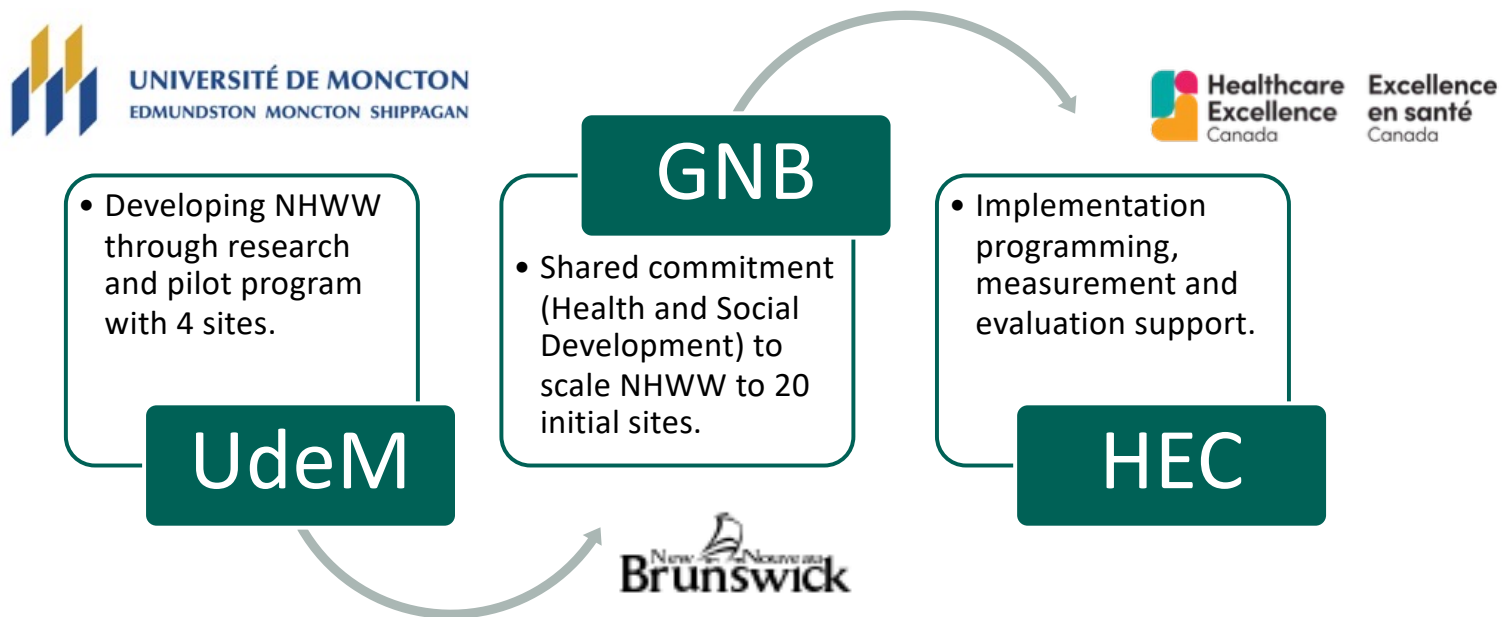 UNIVERSITÉ DE MONCTON
EDMUNDSTON MONCTON SHIPPAGAN
• Developing NHWW
through research
and pilot program
with 4 sites.
UdeM
GNB
• Shared commitment
(Health and Social
Development) to
scale NHWW to 20
initial sites.
New Nouveau
Brunswick
Healthcare
Excellence
Canada
Excellence
en santé
Canada
• Implementation
programming,
measurement and
evaluation support.
HEC